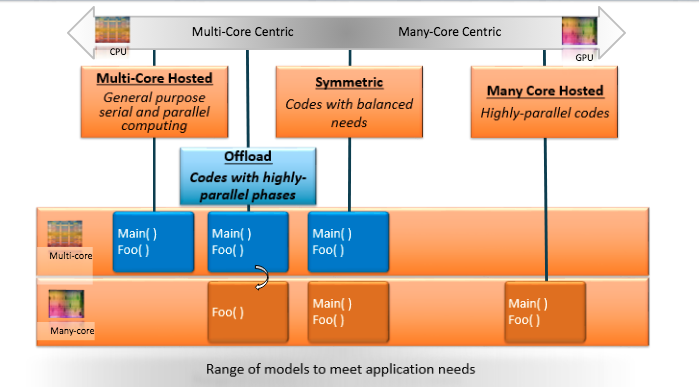 Multi-Core Centric
Many-Core Centric
CPU
GPU
Multi-Core Hosted
General purpose
serial and parallel
computing
Symmetric
Codes with balanced
needs
Many Core Hosted
Highly-parallel codes
Offload
Codes with highly-
parallel phases
Multi-core
Main( )
Foo( )
Main( )
Foo( )
Main( )
Foo( )
Many-core
Foo( )
Main( )
Foo( )
Main( )
Foo( )
Range of models to meet application needs